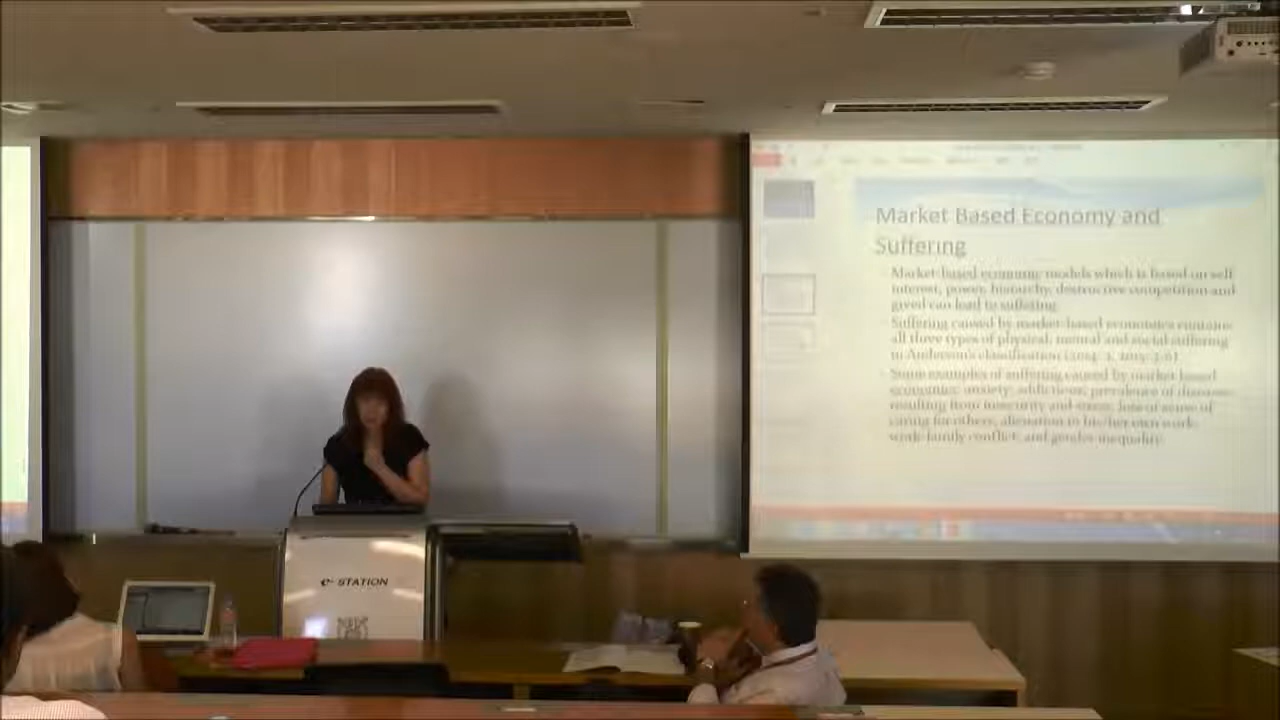 Market Based Economy and
Suffering
Market-based economic models which is based on self
interest, power, hierarchy, destructive competition and
greed can lead to suffering.
Suffering caused by market-based economics
all three types of physical, mental and social suffering
in Anderson's classification
Some examples of suffering caused by market based
economics: anxiety, addictions, prevalence of
resulting from insecurity and stress, loss of sense of
caring for others, alienation to his/her own work,
work-family conflict, and gender inequality.
e-STATION